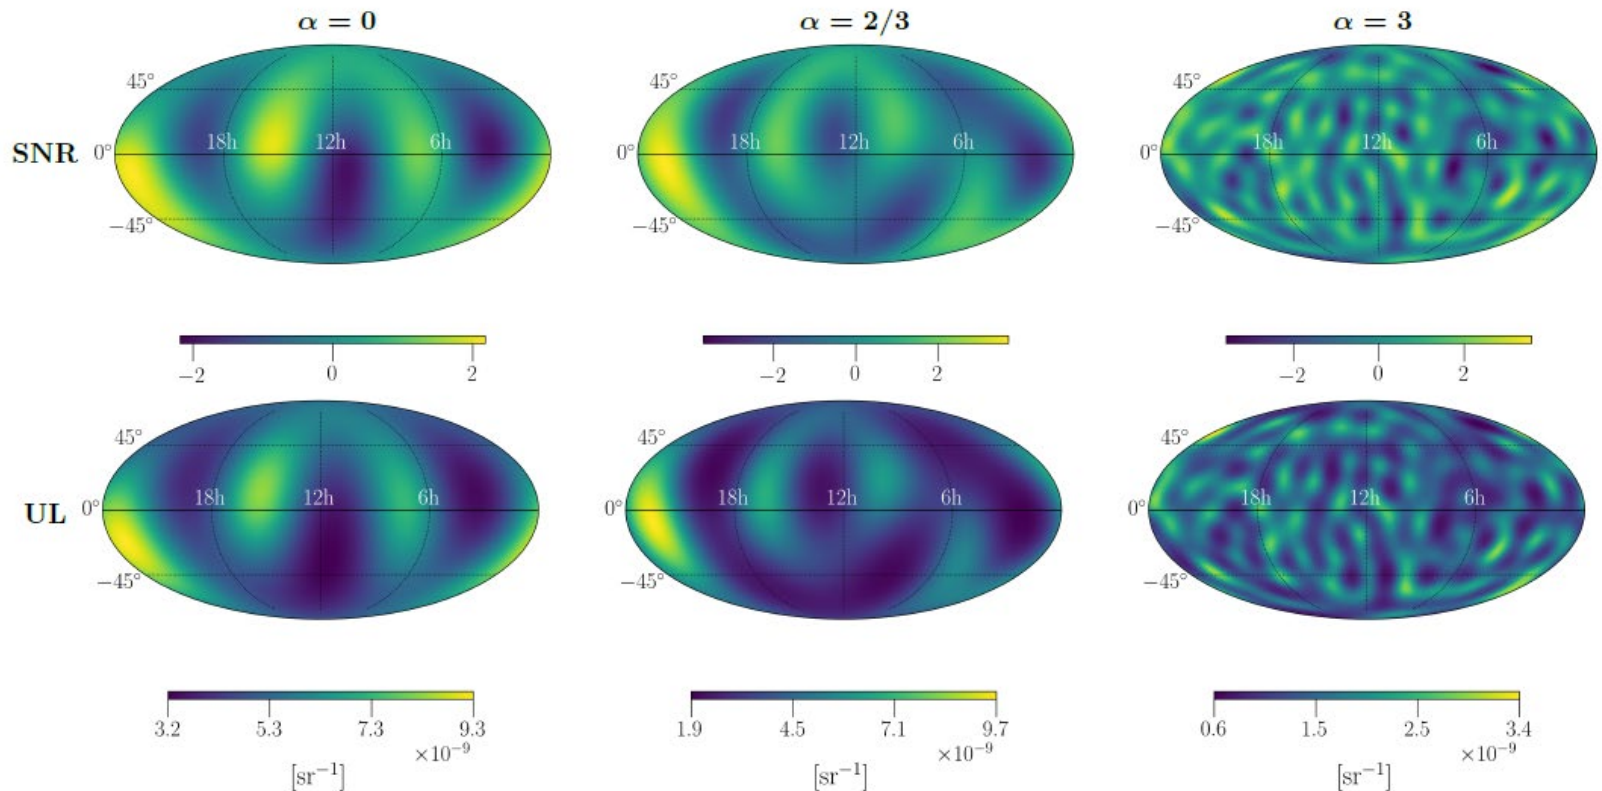 α = 0 α = 2/3 α = 3
45° 45° 45°
SNR 0° 18h 12h 6h 0° 18h 12h 6h 0° 18h 12h 6h
−45° −45° −45°
−2 0 2 −2 0 2 −2 0 2
45° 45° 45°
UL 0° 18h 12h 6h 0° 18h 12h 6h 0° 18h 12h 6h
−45° −45° −45°
3.2 5.3 7.3 9.3 1.9 4.5 7.1 9.7 0.6 1.5 2.5 3.4
×10⁻⁹ ×10⁻⁹ ×10⁻⁹
[sr⁻¹] [sr⁻¹] [sr⁻¹]